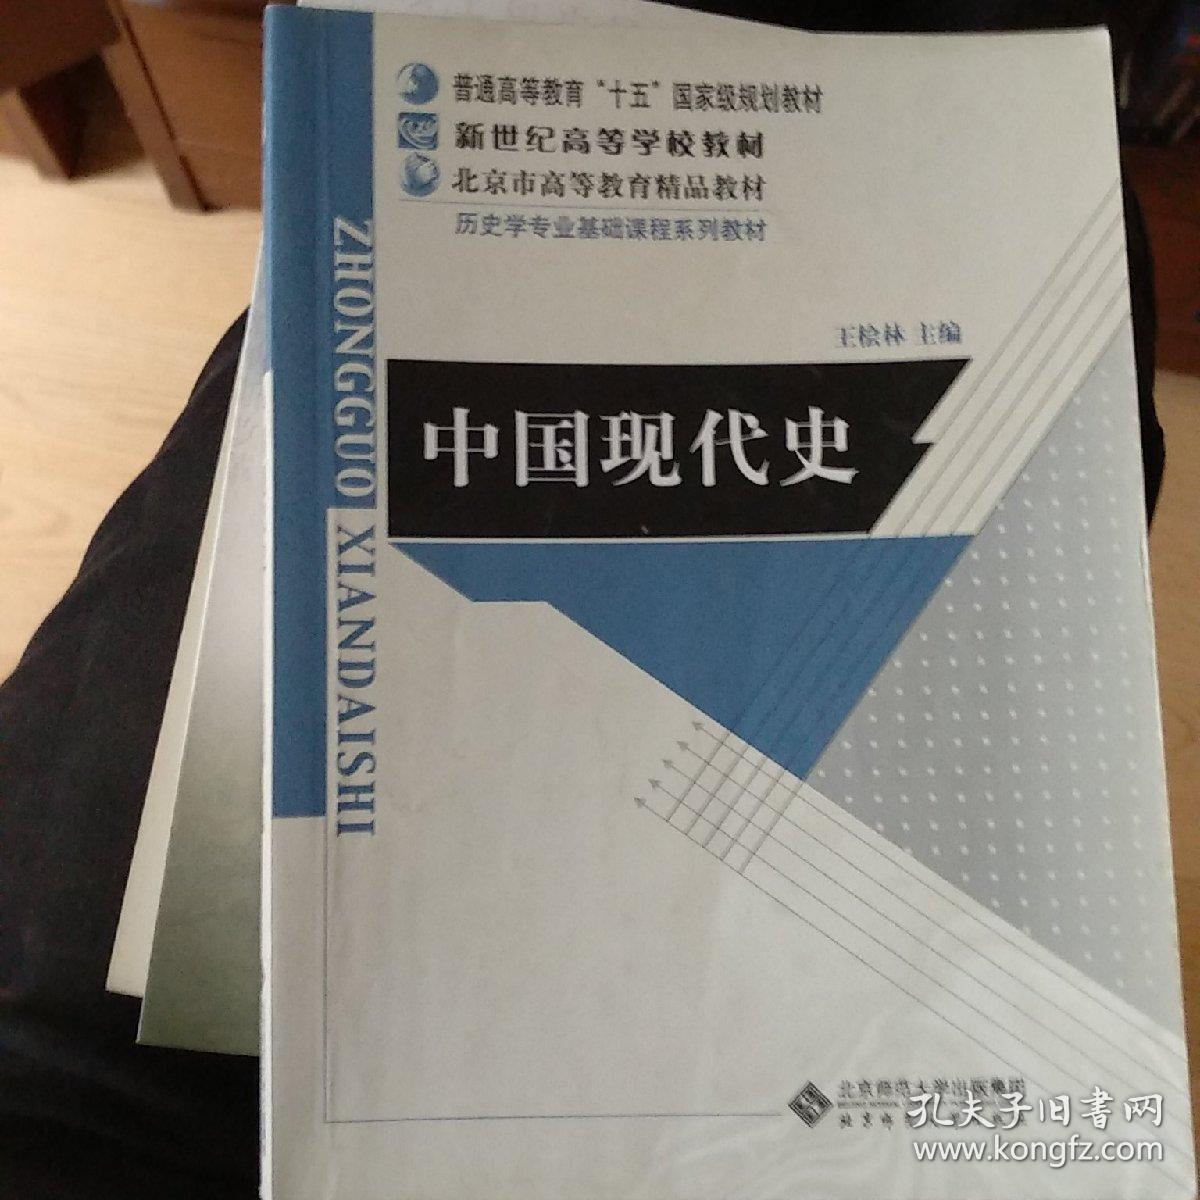 普通高等教育“十五”国家级规划教材
新世纪高等学校教材
北京市高等教育精品教材
历史学专业基础课程系列教材
王桧林 主编
中国现代史
ZHONGGUO XIANDAISHI
北京师范大学出版集团
孔夫子旧书网
www.kongfz.com